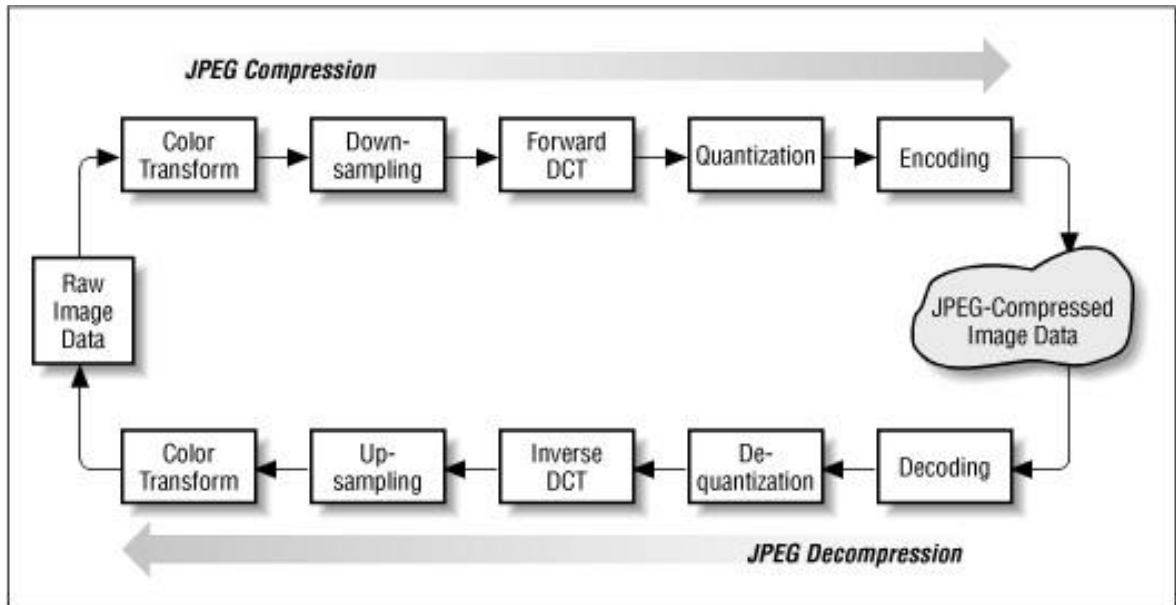 JPEG Compression
Color
Transform
Down-
sampling
Forward
DCT
Quantization
Encoding
Raw
Image
Data
JPEG-Compressed
Image Data
Color
Transform
Up-
sampling
Inverse
DCT
De-
quantization
Decoding
JPEG Decompression